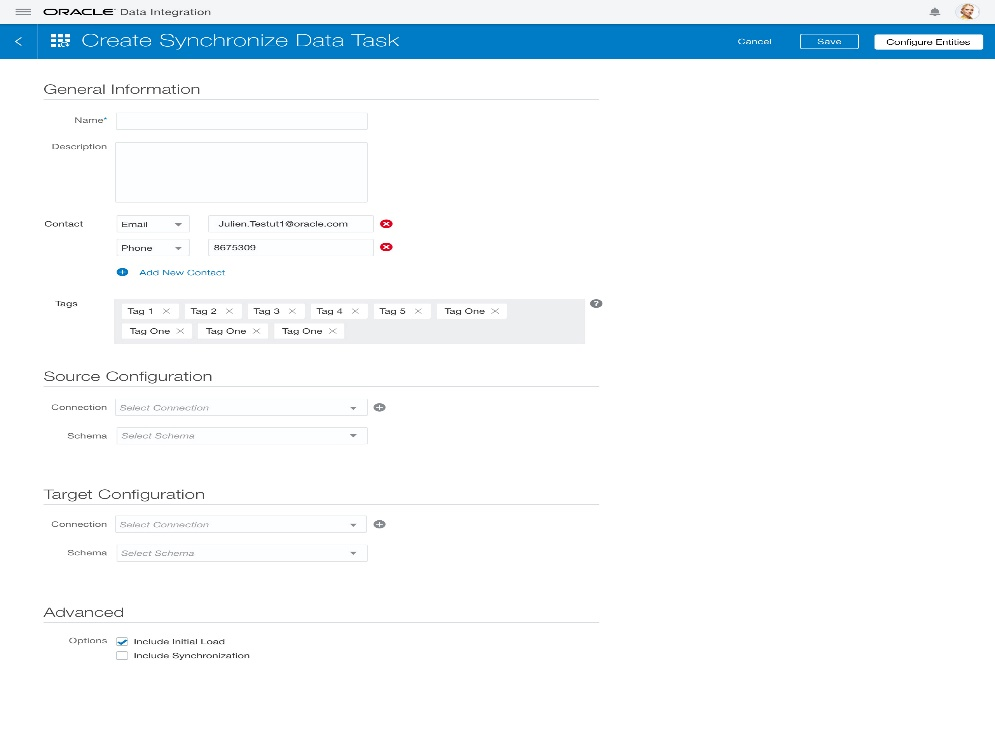 ORACLE Data Integration
Create Synchronize Data Task
Cancel
Save
Configure Entities
General Information
Name*
Description
Contact
Email
Julien.Testut1@oracle.com
Phone
8675309
Add New Contact
Tags
Tag 1 Tag 2 Tag 3 Tag 4 Tag 5 Tag One
Tag One Tag One Tag One
?
Source Configuration
Connection Select Connection
Schema Select Schema
Target Configuration
Connection Select Connection
Schema Select Schema
Advanced
Options Include Initial Load
Include Synchronization